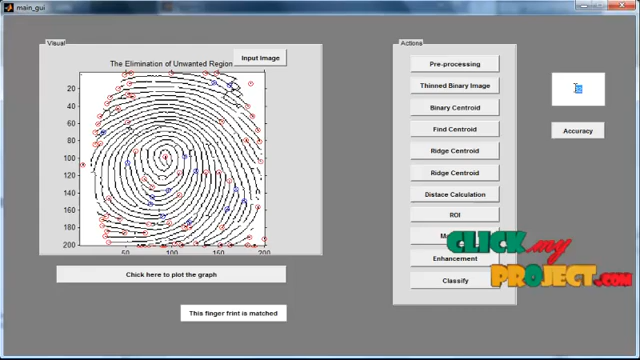 main_gui
Visual
The Elimination of Unwanted Region
Input Image
20
40
60
80
100
120
140
160
180
200
50 100 150 200
Click here to plot the graph
This finger frint is matched
Actions
Pre-processing
Thinned Binary Image
Binary Centroid
Find Centroid
Ridge Centroid
Ridge Centroid
Distace Calculation
ROI
Enhancement
Classify
Accuracy
CLICK my
PROJECT.COM